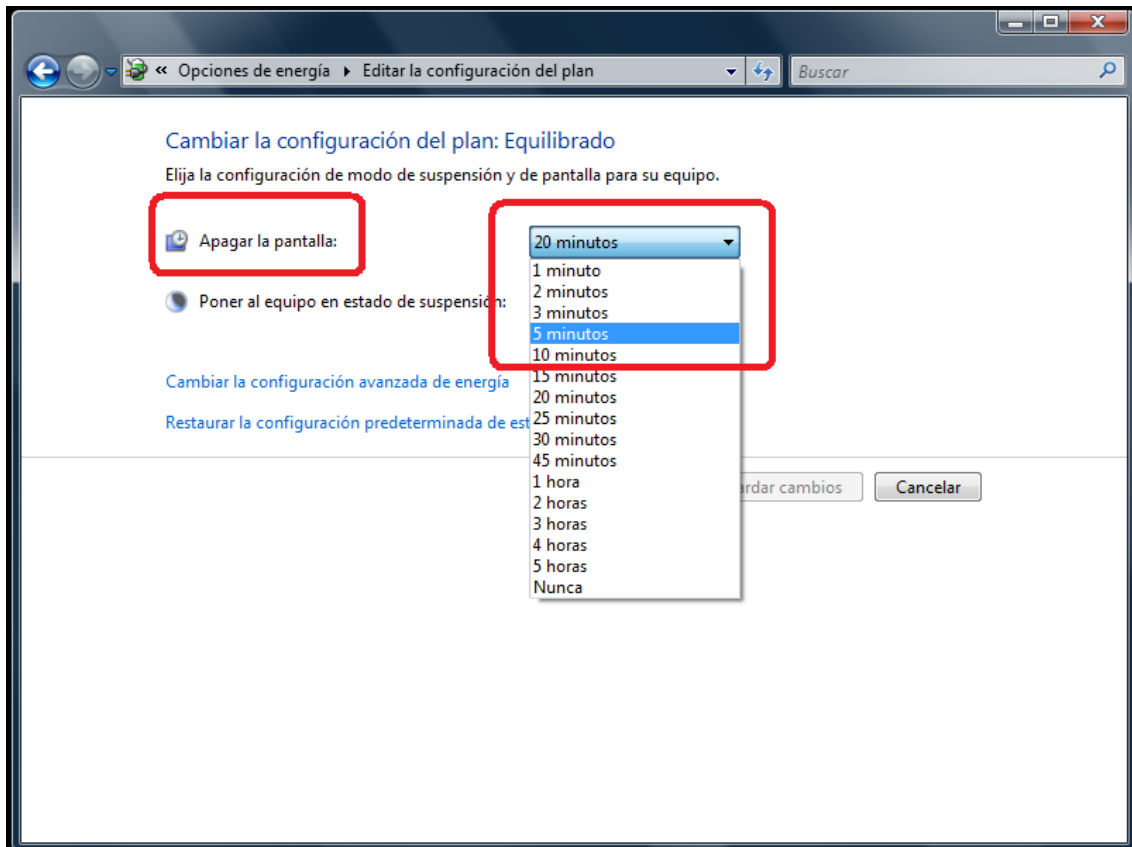 « Opciones de energía ▸ Editar la configuración del plan
Buscar
Cambiar la configuración del plan: Equilibrado
Elija la configuración de modo de suspensión y de pantalla para su equipo.
Apagar la pantalla:
20 minutos
1 minuto
2 minutos
Poner al equipo en estado de suspensión:
3 minutos
5 minutos
10 minutos
15 minutos
Cambiar la configuración avanzada de energía
20 minutos
Restaurar la configuración predeterminada de
25 minutos
30 minutos
45 minutos
1 hora
cambios
Cancelar
2 horas
3 horas
4 horas
5 horas
Nunca